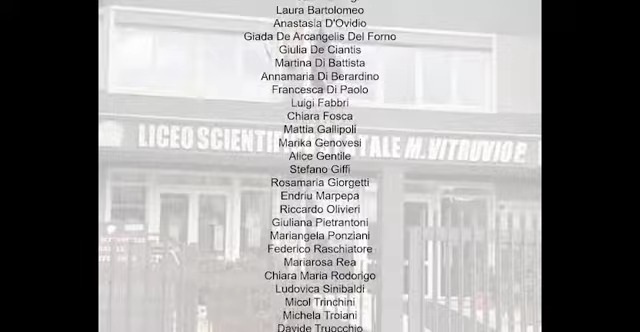 Laura Bartolomeo
Anastasia D'Ovidio
Giada De Arcangelis Del Forno
Giulia De Ciantis
Martina Di Battista
Annamaria Di Berardino
Francesca Di Paolo
Luigi Fabbri
Chiara Fosca
Mattia Gallipoli
LICEO SCIENTIFI STATALE M. VITRUVIO P.
Marika Genovesi
Alice Gentile
Stefano Giffi
Rosamaria Giorgetti
Endriu Marpepa
Riccardo Olivieri
Giuliana Pietrantoni
Mariangela Ponziani
Federico Raschiatore
Mariarosa Rea
Chiara Maria Rodorigo
Ludovica Sinibaldi
Micol Trinchini
Michela Troiani
Davide Truocchio